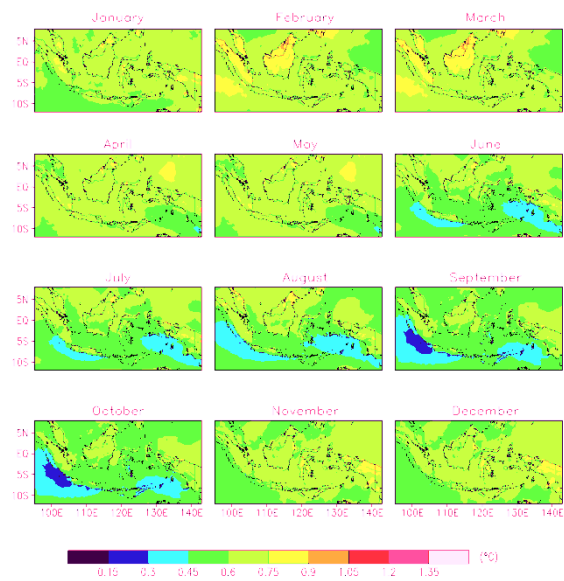 January February March
5N
EQ
5S
10S
April May June
5N
EQ
5S
10S
July August September
5N
EQ
5S
10S
October November December
5N
EQ
5S
10S
100E 110E 120E 130E 140E 100E 110E 120E 130E 140E 100E 110E 120E 130E 140E
(°C)
0.15 0.3 0.45 0.6 0.75 0.9 1.05 1.2 1.35